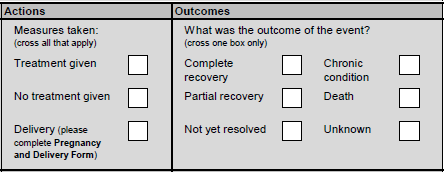 Actions
Measures taken:
(cross all that apply)
Treatment given
No treatment given
Delivery (please
complete Pregnancy
and Delivery Form)
Outcomes
What was the outcome of the event?
(cross one box only)
Complete
recovery
Chronic
condition
Partial recovery
Death
Not yet resolved
Unknown